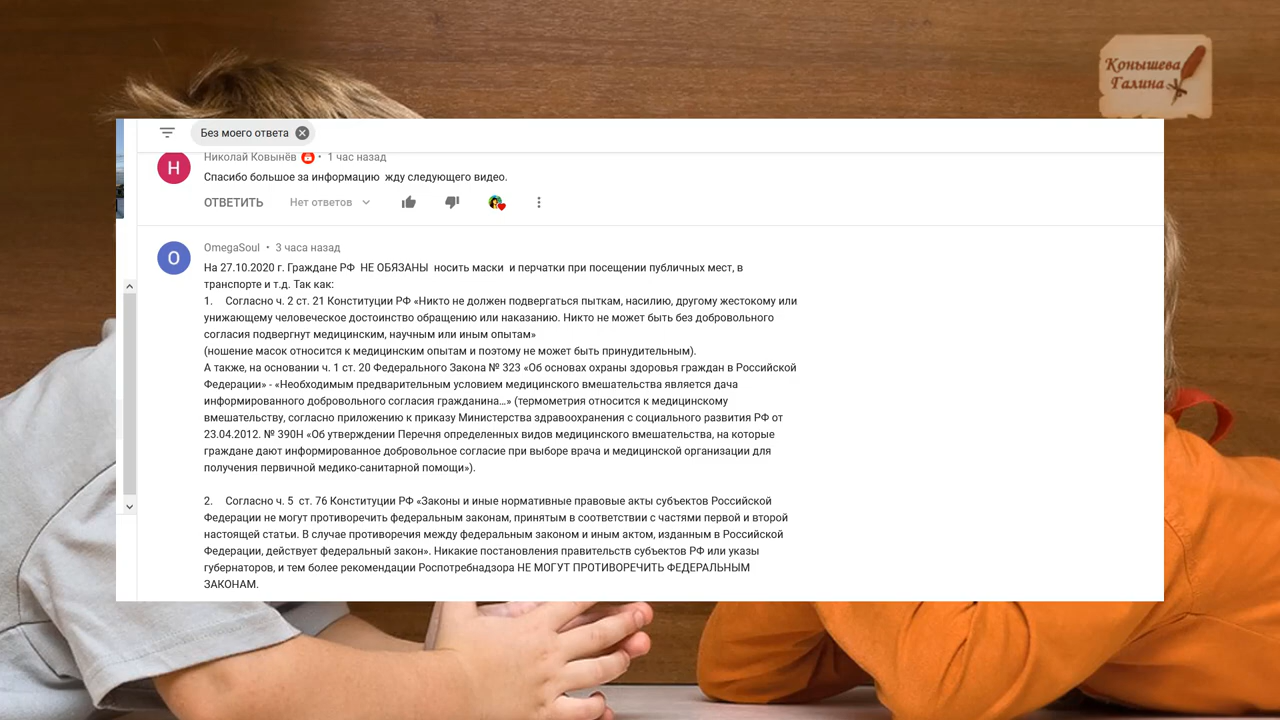 Конышева
Галина
Без моего ответа
Н
Николай Ковынёв • 1 час назад
Спасибо большое за информацию жду следующего видео.
ОТВЕТИТЬ Нет ответов
O
OmegaSoul • 3 часа назад
На 27.10.2020 г. Граждане РФ НЕ ОБЯЗАНЫ носить маски и перчатки при посещении публичных мест, в
транспорте и т.д. Так как:
1. Согласно ч. 2 ст. 21 Конституции РФ «Никто не должен подвергаться пыткам, насилию, другому жестокому или
унижающему человеческое достоинство обращению или наказанию. Никто не может быть без добровольного
согласия подвергнут медицинским, научным или иным опытам»
(ношение масок относится к медицинским опытам и поэтому не может быть принудительным).
А также, на основании ч. 1 ст. 20 Федерального Закона № 323 «Об основах охраны здоровья граждан в Российской
Федерации» - «Необходимым предварительным условием медицинского вмешательства является дача
информированного добровольного согласия гражданина…» (термометрия относится к медицинскому
вмешательству, согласно приложению к приказу Министерства здравоохранения с социального развития РФ от
23.04.2012. № 390Н «Об утверждении Перечня определенных видов медицинского вмешательства, на которые
граждане дают информированное добровольное согласие при выборе врача и медицинской организации для
получения первичной медико-санитарной помощи»).
2. Согласно ч. 5 ст. 76 Конституции РФ «Законы и иные нормативные правовые акты субъектов Российской
Федерации не могут противоречить федеральным законам, принятым в соответствии с частями первой и второй
настоящей статьи. В случае противоречия между федеральным законом и иным актом, изданным в Российской
Федерации, действует федеральный закон». Никакие постановления правительств субъектов РФ или указы
губернаторов, и тем более рекомендации Роспотребнадзора НЕ МОГУТ ПРОТИВОРЕЧИТЬ ФЕДЕРАЛЬНЫМ
ЗАКОНАМ.